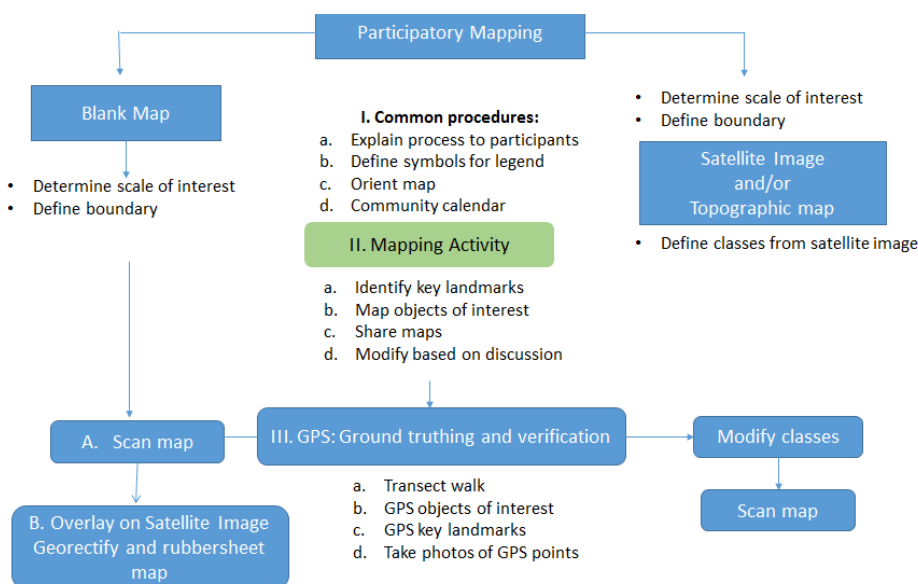 Participatory Mapping
Blank Map
• Determine scale of interest
• Define boundary
I. Common procedures:
a. Explain process to participants
b. Define symbols for legend
c. Orient map
d. Community calendar
II. Mapping Activity
a. Identify key landmarks
b. Map objects of interest
c. Share maps
d. Modify based on discussion
• Determine scale of interest
• Define boundary
Satellite Image
and/or
Topographic map
• Define classes from satellite image
A. Scan map
III. GPS: Ground truthing and verification
Modify classes
a. Transect walk
b. GPS objects of interest
c. GPS key landmarks
d. Take photos of GPS points
B. Overlay on Satellite Image
Georectify and rubbersheet
map
Scan map